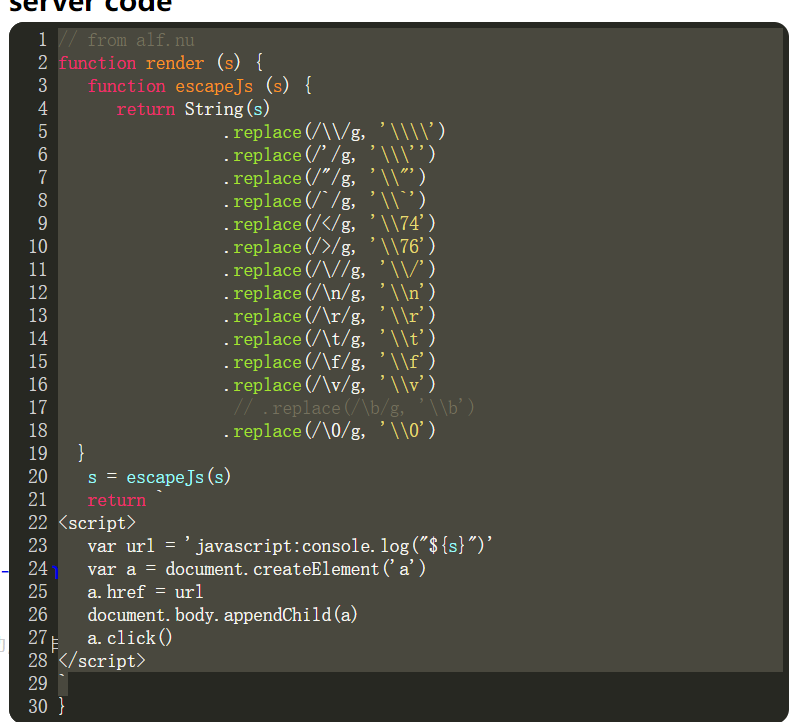 server code
1 // from alf.nu
2 function render (s) {
3 function escapeJs (s) {
4 return String(s)
5 .replace(/\\/g, '\\\\')
6 .replace(/'/g, '\\\'')
7 .replace(/"/g, '\\"')
8 .replace(/`/g, '\\`')
9 .replace(/</g, '\\74')
10 .replace(/>/g, '\\76')
11 .replace(/\//g, '\\/')
12 .replace(/\n/g, '\\n')
13 .replace(/\r/g, '\\r')
14 .replace(/\t/g, '\\t')
15 .replace(/\f/g, '\\f')
16 .replace(/\v/g, '\\v')
17 // .replace(/\b/g, '\\b')
18 .replace(/\0/g, '\\0')
19 }
20 s = escapeJs(s)
21 return `
22 <script>
23 var url = 'javascript:console.log("${s}")'
24 var a = document.createElement('a')
25 a.href = url
26 document.body.appendChild(a)
27 a.click()
28 </script>
29 `
30 }